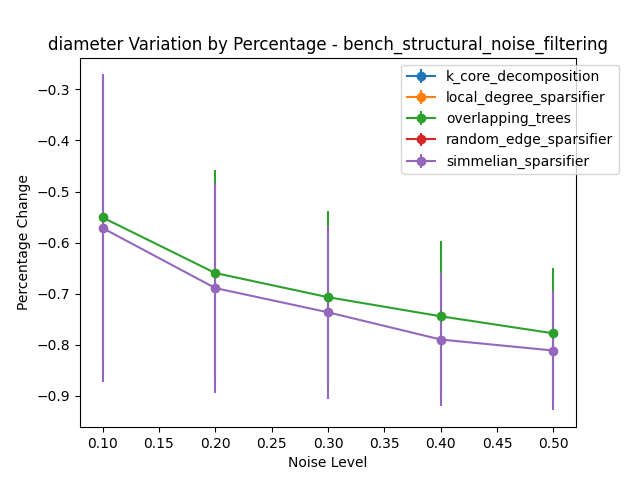 diameter Variation by Percentage - bench_structural_noise_filtering
k_core_decomposition
local_degree_sparsifier
overlapping_trees
random_edge_sparsifier
simmelian_sparsifier
Percentage Change
−0.3
−0.4
−0.5
−0.6
−0.7
−0.8
−0.9
0.10 0.15 0.20 0.25 0.30 0.35 0.40 0.45 0.50
Noise Level